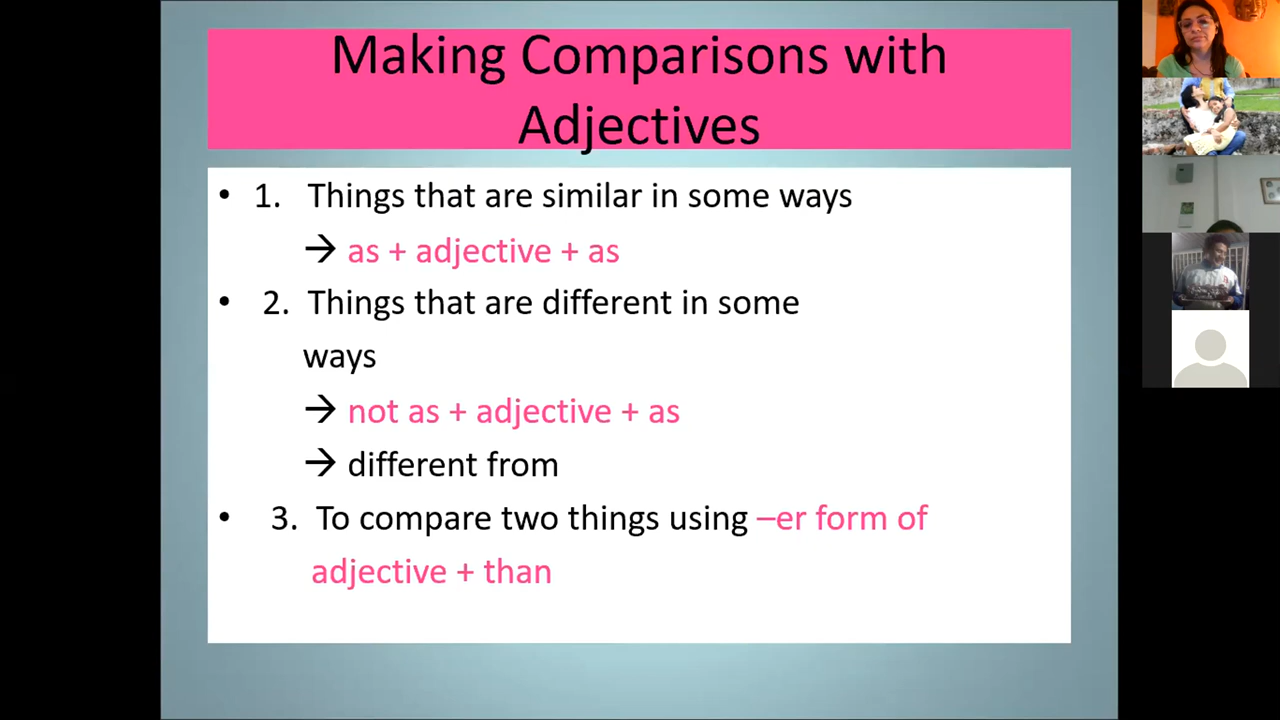 Making Comparisons with
Adjectives
• 1. Things that are similar in some ways
→ as + adjective + as
• 2. Things that are different in some
ways
→ not as + adjective + as
→ different from
• 3. To compare two things using –er form of
adjective + than